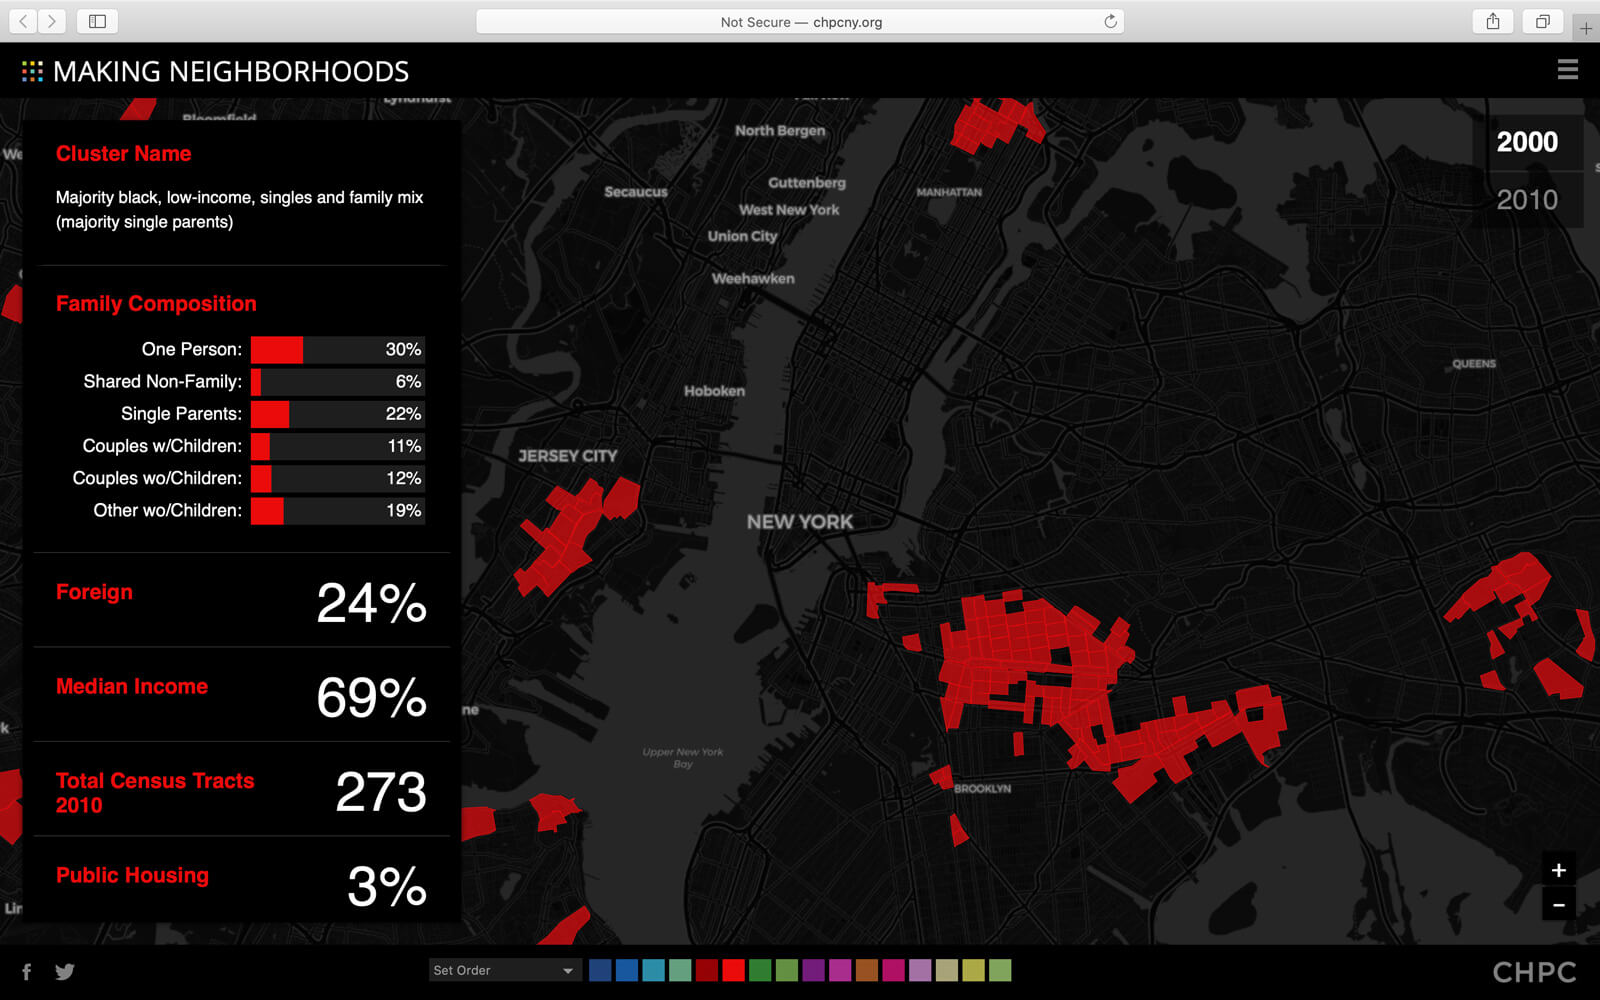 Not Secure — chpcny.org
MAKING NEIGHBORHOODS
Lyndhurst
Bloomfield
North Bergen
Guttenberg
Secaucus
West New York
MANHATTAN
Union City
Weehawken
Hoboken
QUEENS
JERSEY CITY
NEW YORK
Upper New York
Bay
BROOKLYN
2000
2010
Cluster Name
Majority black, low-income, singles and family mix
(majority single parents)
Family Composition
One Person: 30%
Shared Non-Family: 6%
Single Parents: 22%
Couples w/Children: 11%
Couples wo/Children: 12%
Other wo/Children: 19%
Foreign 24%
Median Income 69%
Total Census Tracts
2010
273
Public Housing 3%
+
−
Set Order
CHPC